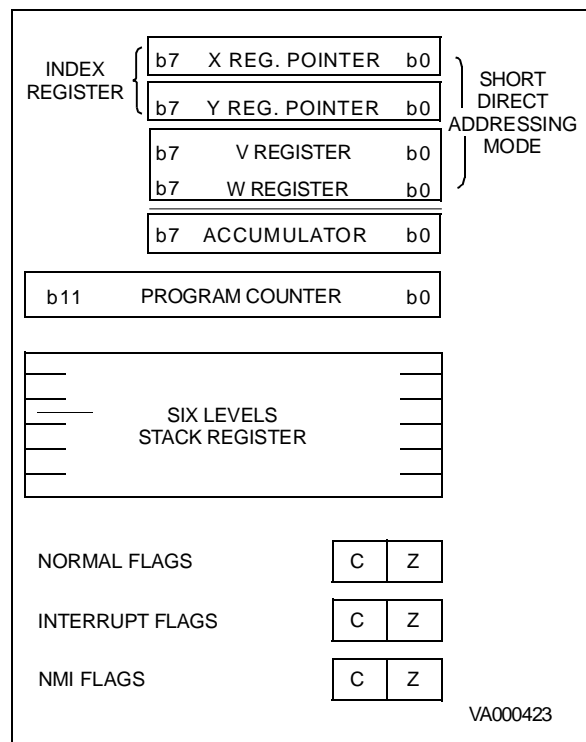 INDEX
REGISTER
b7 X REG. POINTER b0
b7 Y REG. POINTER b0
b7 V REGISTER b0
b7 W REGISTER b0
b7 ACCUMULATOR b0
SHORT
DIRECT
ADDRESSING
MODE
b11 PROGRAM COUNTER b0
SIX LEVELS
STACK REGISTER
NORMAL FLAGS C Z
INTERRUPT FLAGS C Z
NMI FLAGS C Z
VA000423